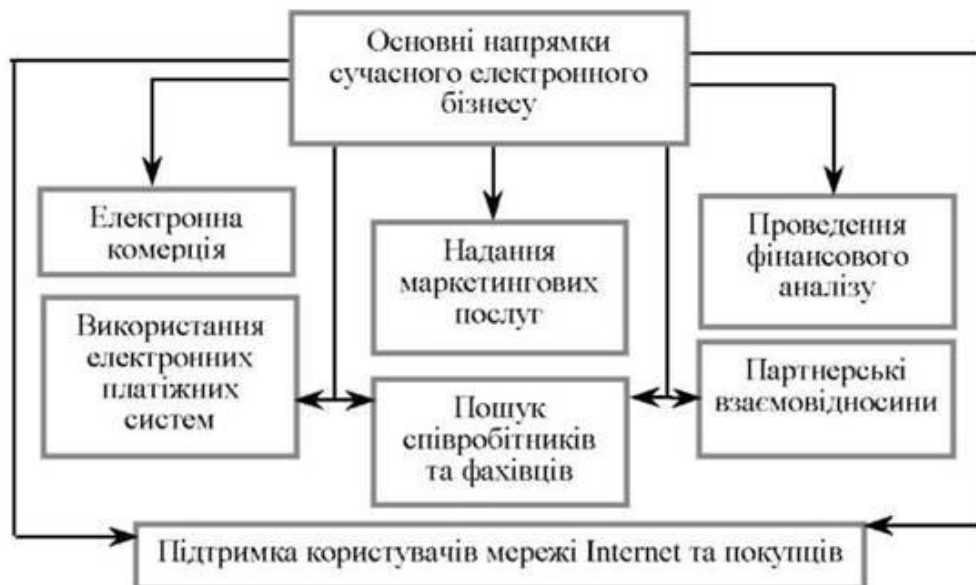 Основні напрямки
сучасного електронного
бізнесу
Електронна
комерція
Надання
маркетингових
послуг
Проведення
фінансового
аналізу
Використання
електронних
платіжних
систем
Пошук
співробітників
та фахівців
Партнерські
взаємовідносини
Підтримка користувачів мережі Internet та покупців